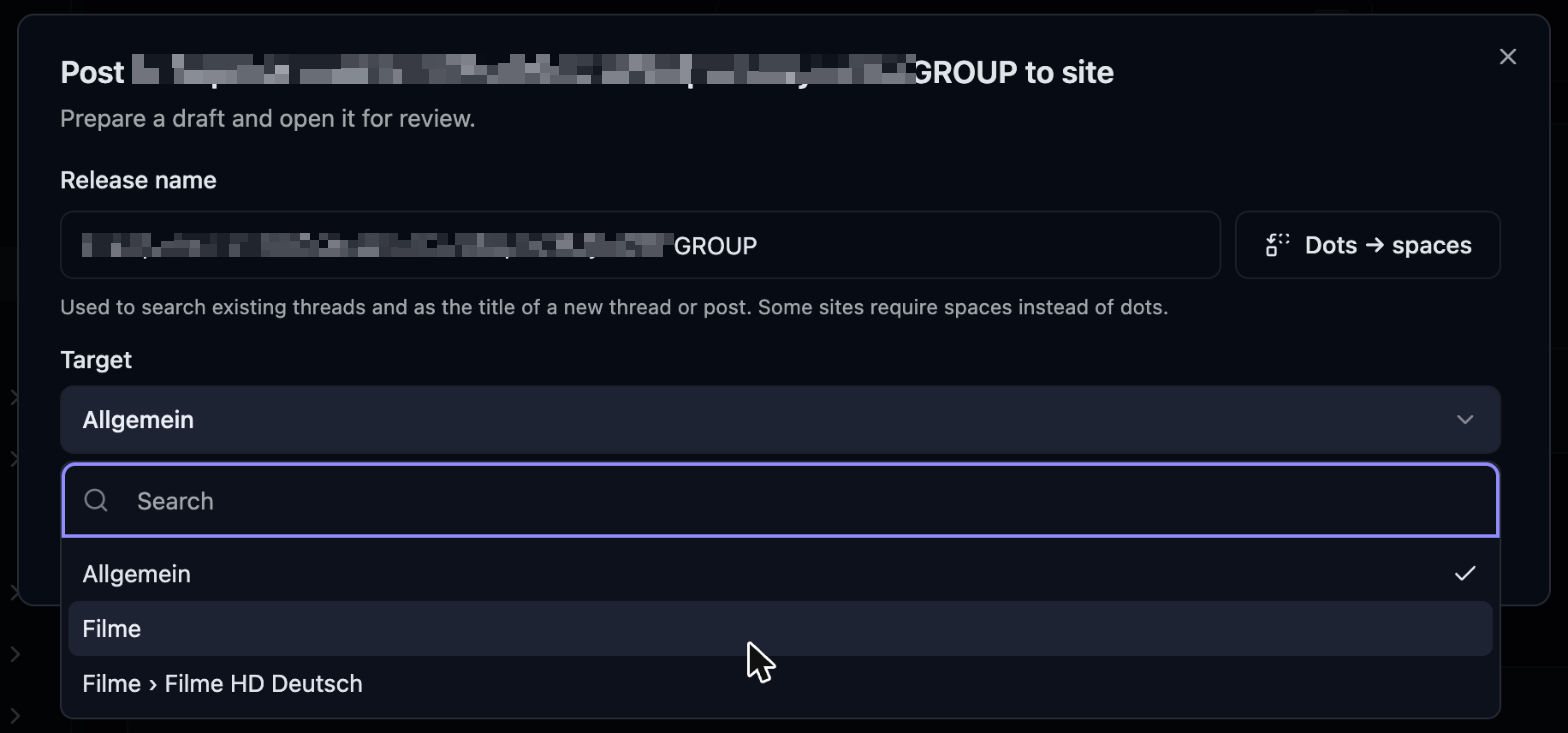 Post GROUP to site
Prepare a draft and open it for review.
Release name
GROUP
Dots → spaces
Used to search existing threads and as the title of a new thread or post. Some sites require spaces instead of dots.
Target
Allgemein
Search
Allgemein
Filme
Filme › Filme HD Deutsch